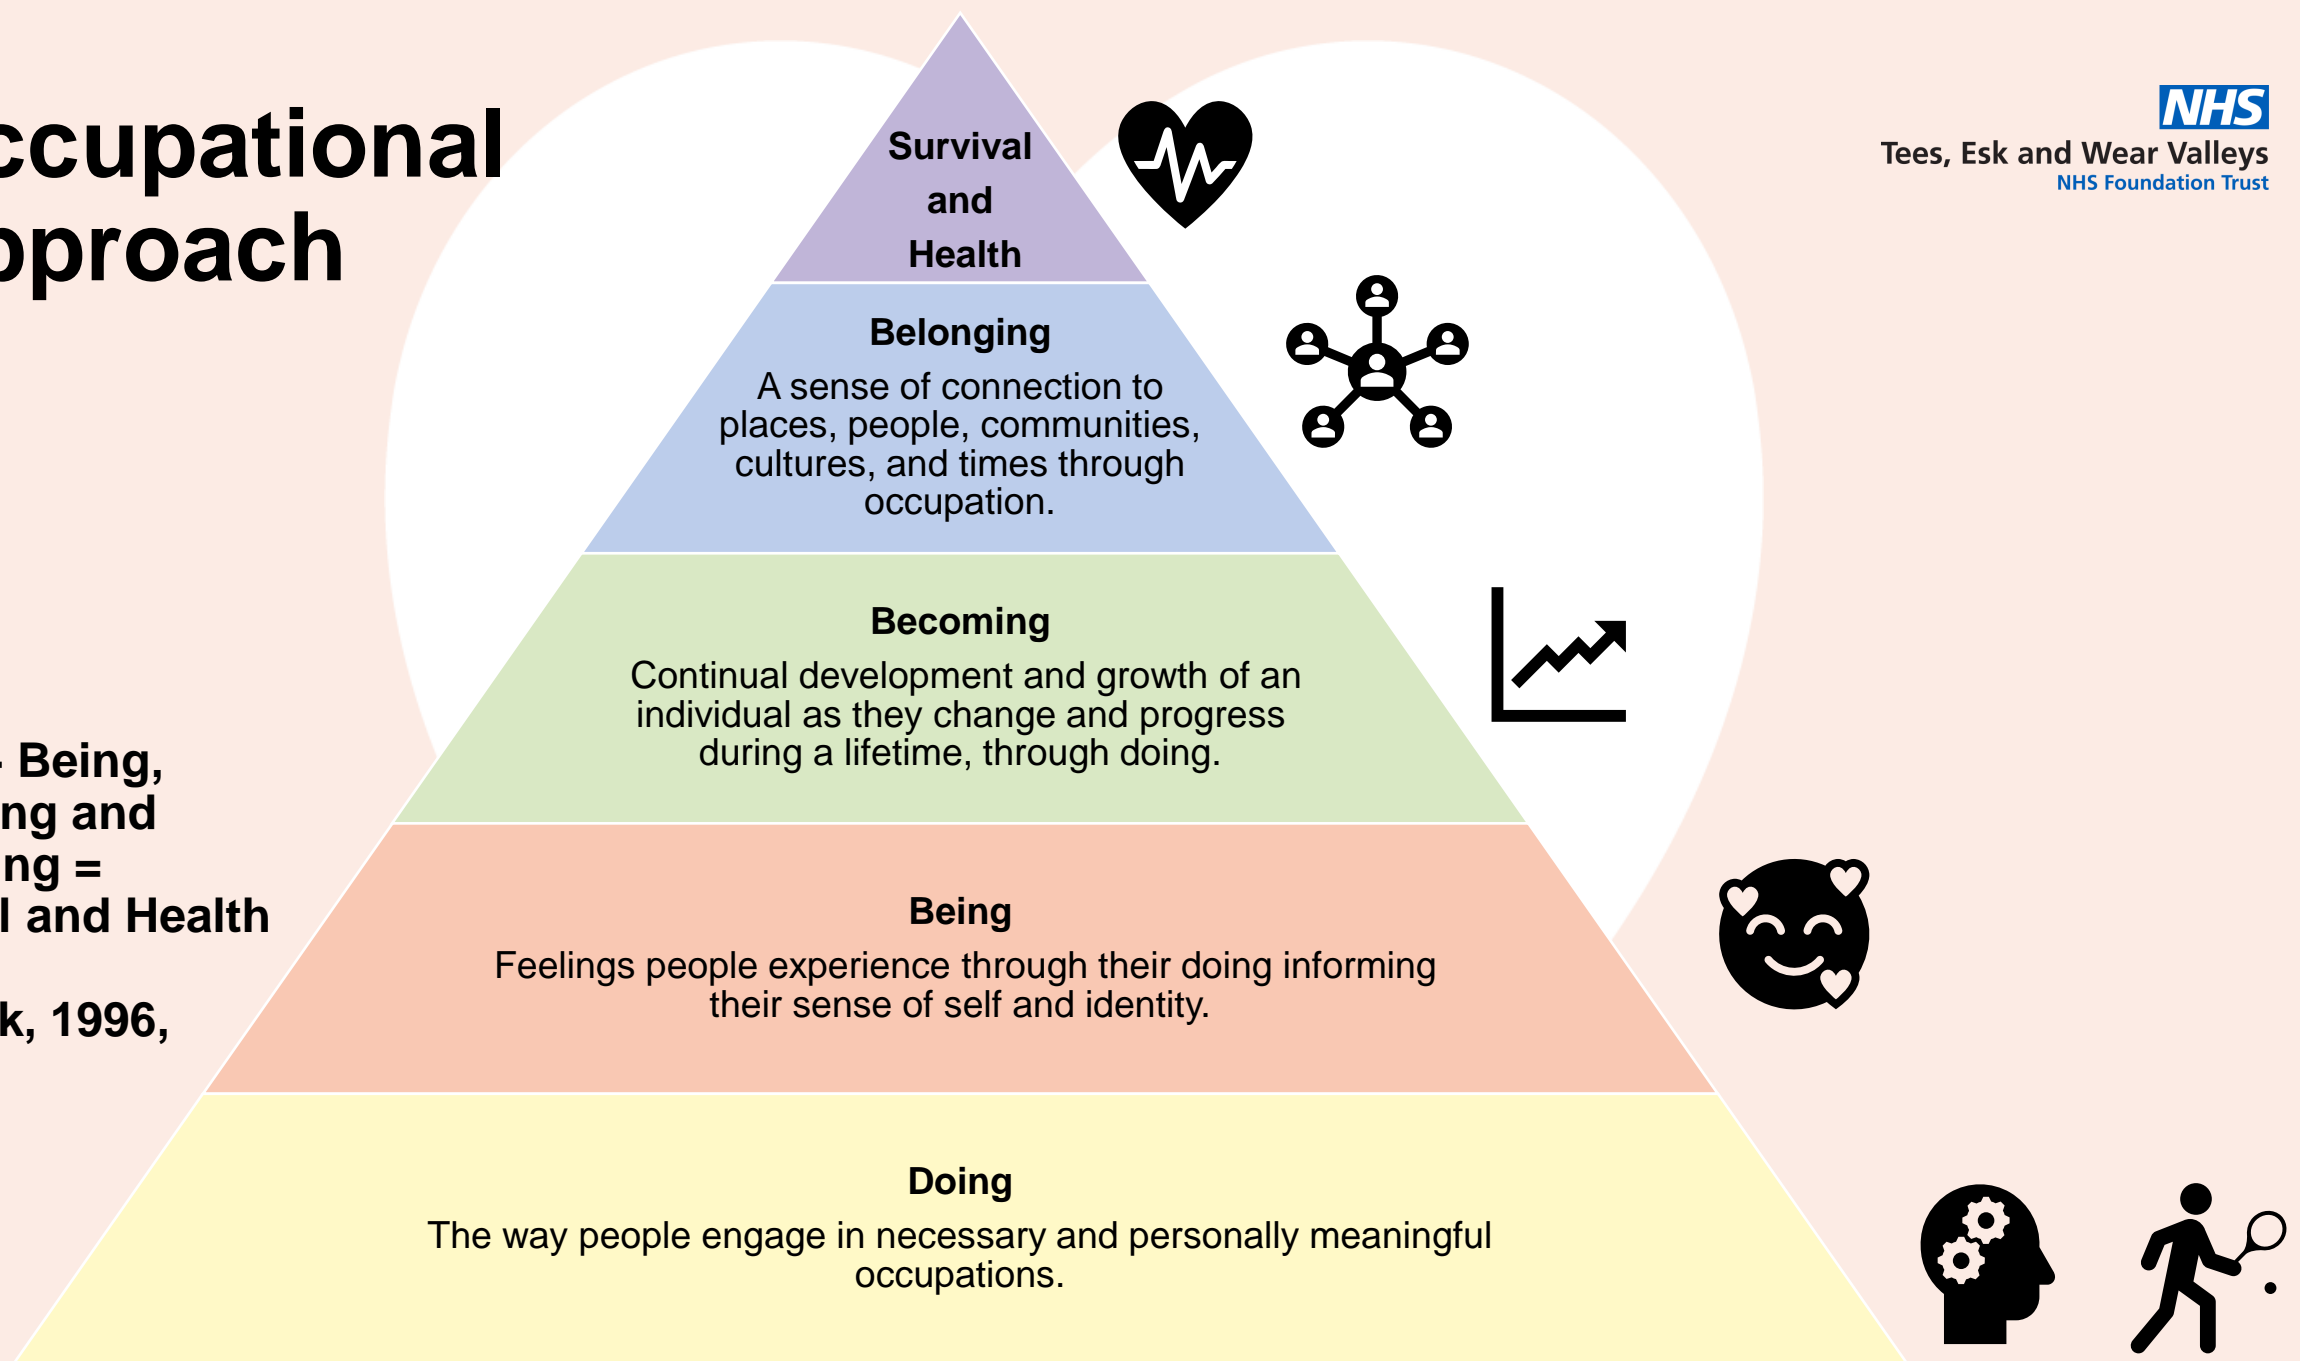 ccupational
pproach
NHS
Tees, Esk and Wear Valleys
NHS Foundation Trust
Survival
and
Health
Belonging
A sense of connection to
places, people, communities,
cultures, and times through
occupation.
Becoming
Continual development and growth of an
individual as they change and progress
during a lifetime, through doing.
- Being,
ng and
ng =
l and Health
k, 1996,
Being
Feelings people experience through their doing informing
their sense of self and identity.
Doing
The way people engage in necessary and personally meaningful
occupations.